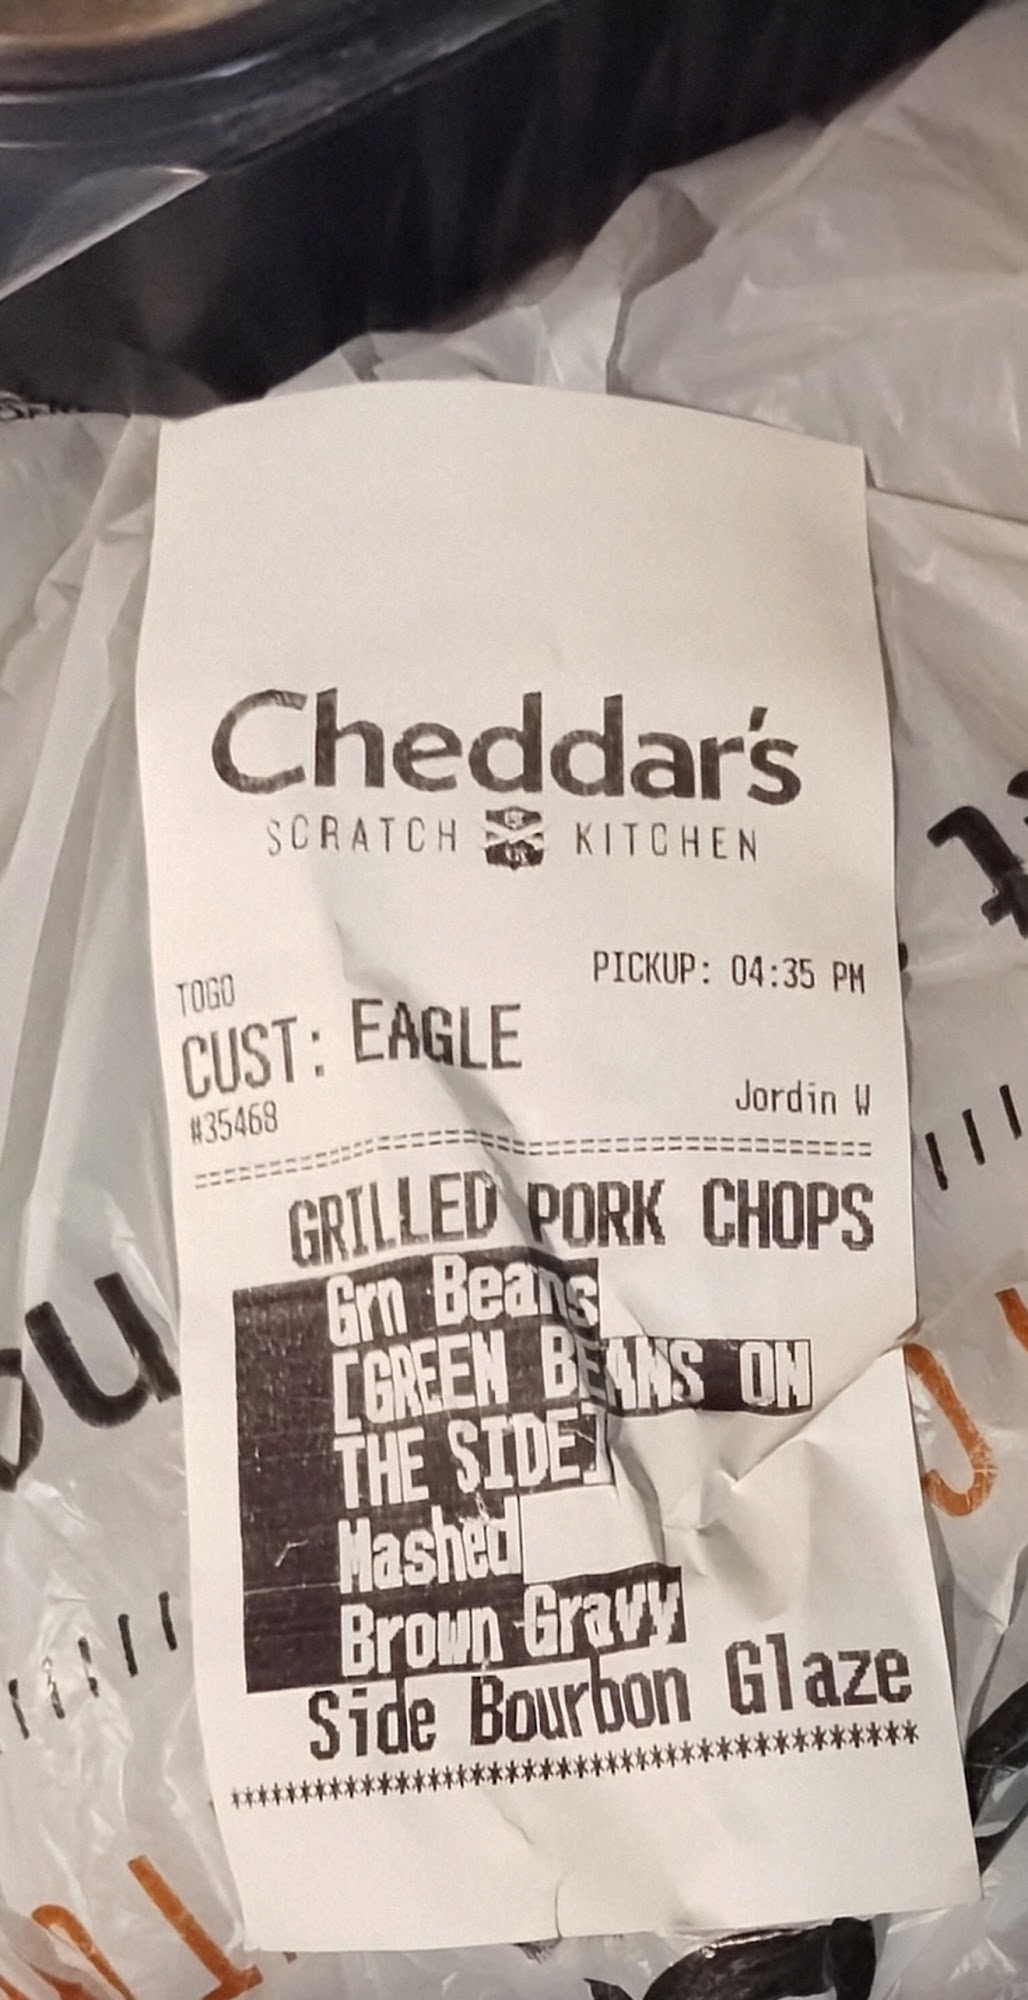 Cheddar's
SCRATCH KITCHEN
PICKUP: 04:35 PM
TOGO
CUST: EAGLE
Jordin W
#35468
GRILLED PORK CHOPS
Grn Beans
[GREEN BEANS ON
THE SIDE]
Mashed
Brown Gravy
Side Bourbon Glaze
****************************************